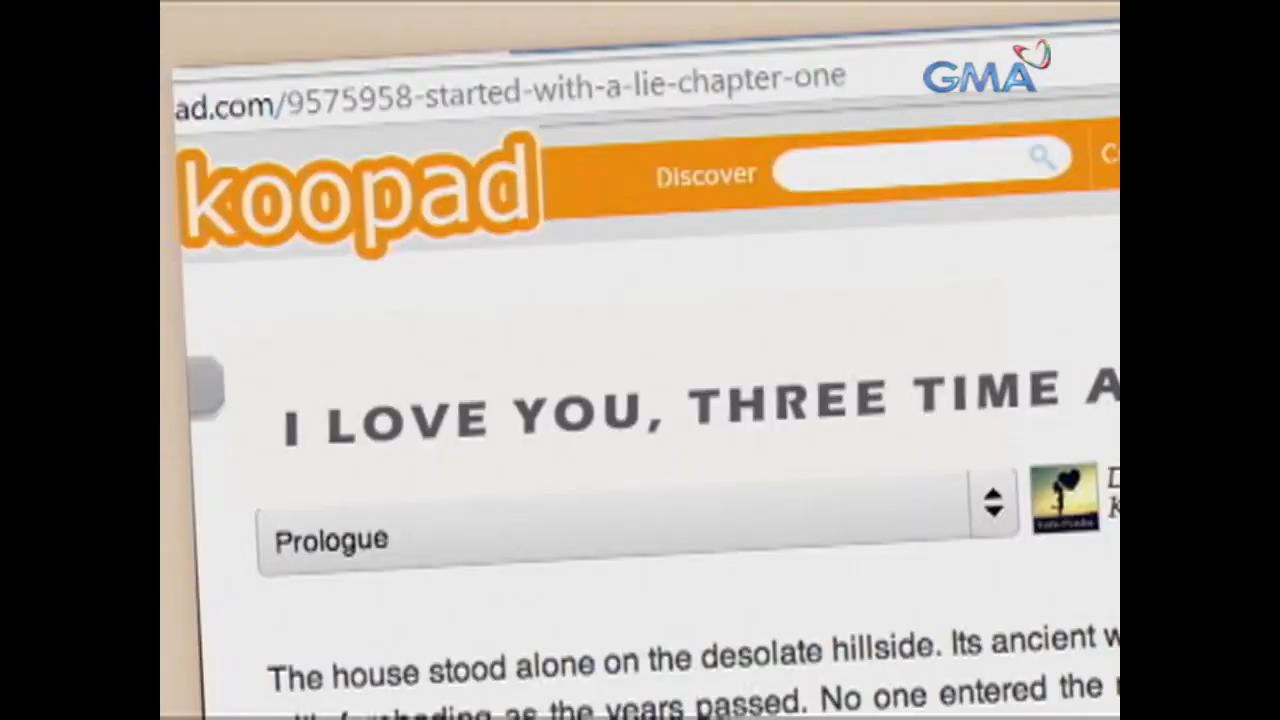 GMA
ad.com/9575958-started-with-a-lie-chapter-one
koopad
Discover
I LOVE YOU, THREE TIME A
Prologue
The house stood alone on the desolate hillside. Its ancient w
as the years passed. No one entered the